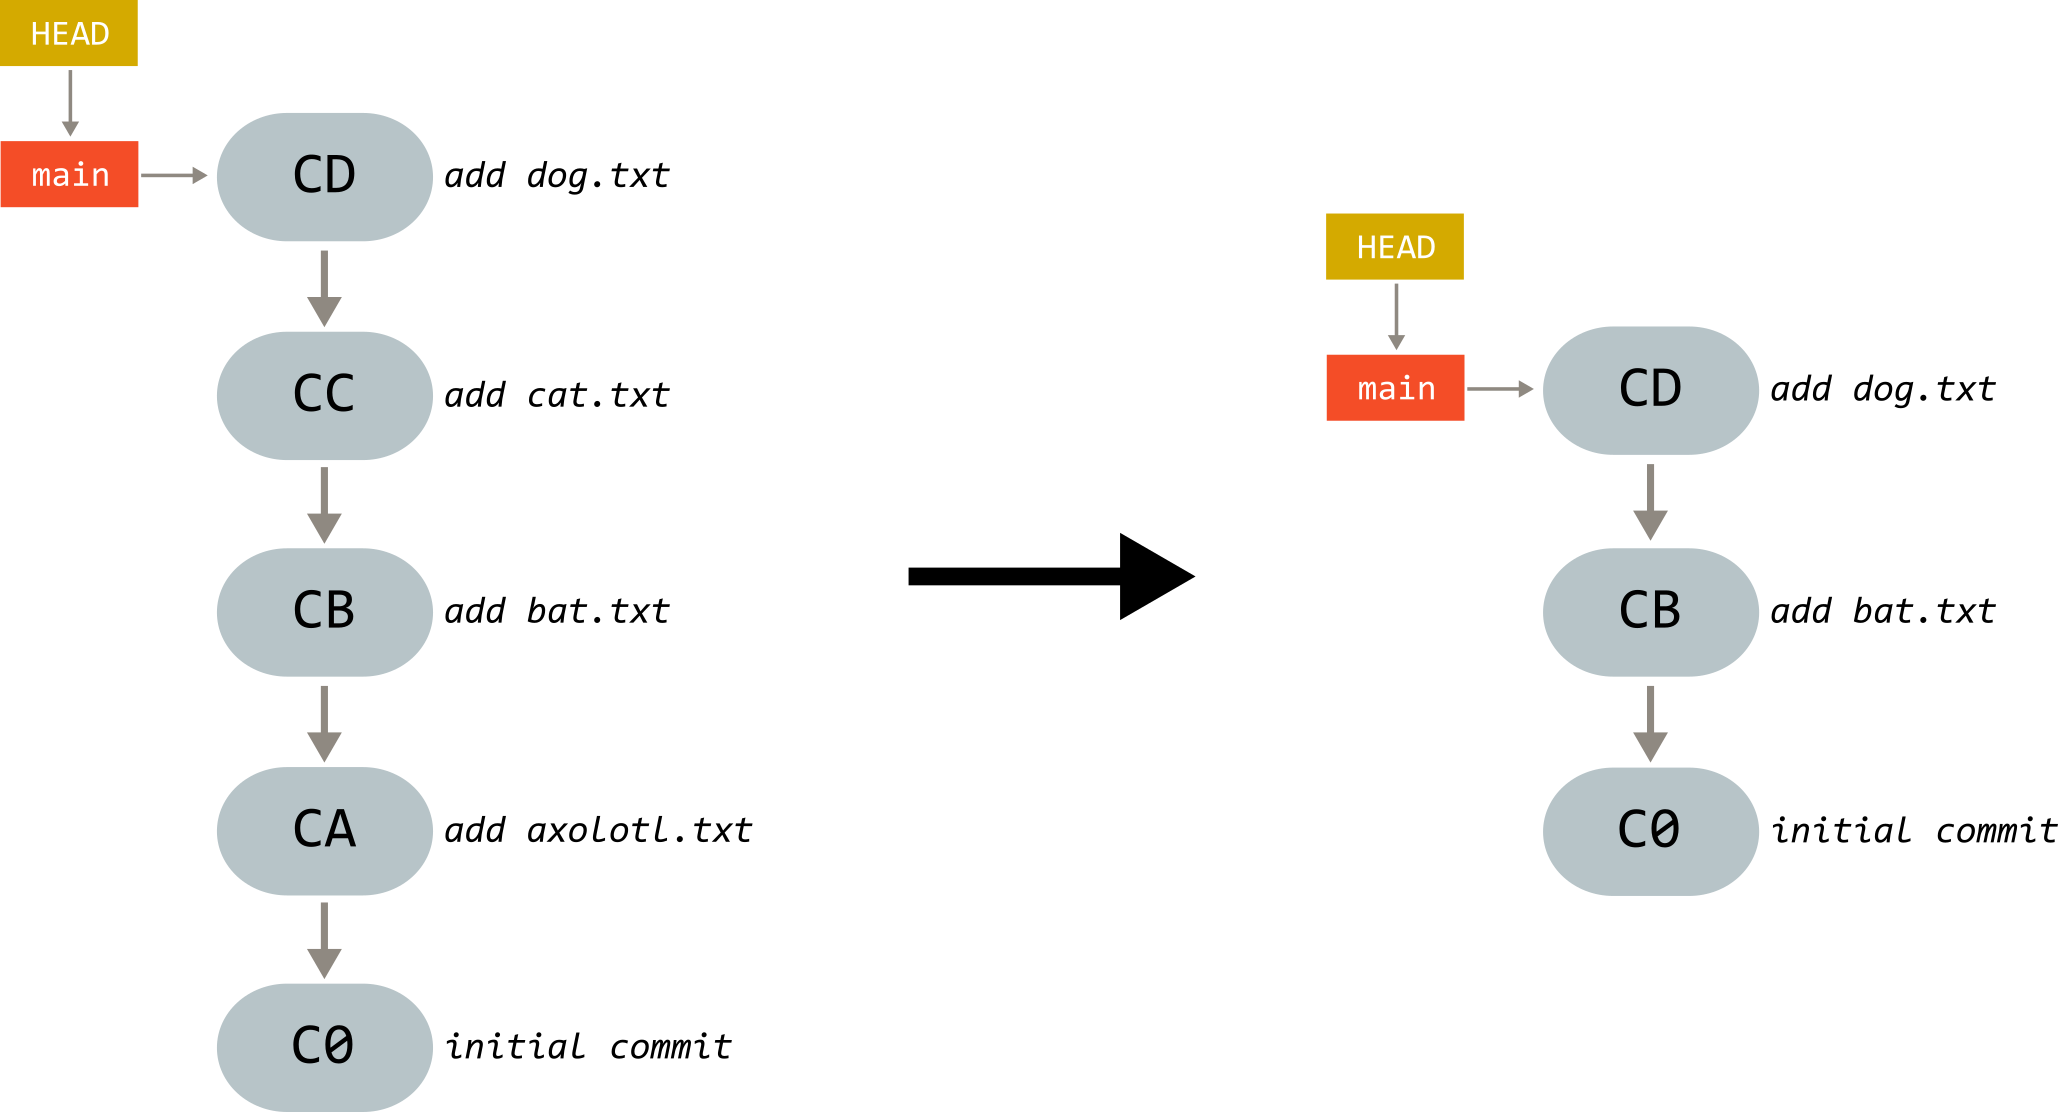 HEAD
main
CD add dog.txt
CC add cat.txt
CB add bat.txt
CA add axolotl.txt
C0 initial commit
HEAD
main
CD add dog.txt
CB add bat.txt
C0 initial commit